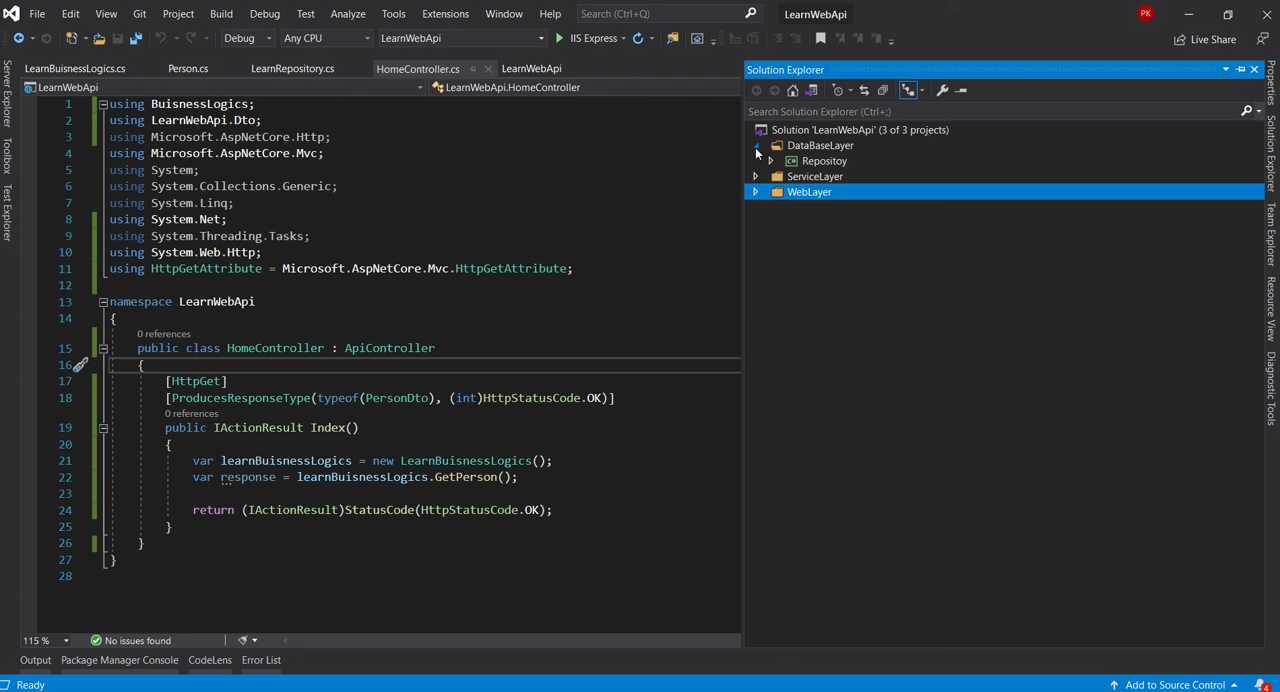 File Edit View Git Project Build Debug Test Analyze Tools Extensions Window Help Search (Ctrl+Q) LearnWebApi PK
Debug Any CPU LearnWebApi IIS Express Live Share
LearnBuisnessLogics.cs Person.cs LearnRepository.cs HomeController.cs LearnWebApi
LearnWebApi LearnWebApi.HomeController
1 using BuisnessLogics;
2 using LearnWebApi.Dto;
3 using Microsoft.AspNetCore.Http;
4 using Microsoft.AspNetCore.Mvc;
5 using System;
6 using System.Collections.Generic;
7 using System.Linq;
8 using System.Net;
9 using System.Threading.Tasks;
10 using System.Web.Http;
11 using HttpGetAttribute = Microsoft.AspNetCore.Mvc.HttpGetAttribute;
12
13 namespace LearnWebApi
14 {
0 references
15 public class HomeController : ApiController
16 {
17 [HttpGet]
18 [ProducesResponseType(typeof(PersonDto), (int)HttpStatusCode.OK)]
0 references
19 public IActionResult Index()
20 {
21 var learnBuisnessLogics = new LearnBuisnessLogics();
22 var response = learnBuisnessLogics.GetPerson();
23
24 return (IActionResult)StatusCode(HttpStatusCode.OK);
25 }
26 }
27 }
28
115 % No issues found
Output Package Manager Console CodeLens Error List
Ready Add to Source Control 4
Server Explorer
Toolbox
Test Explorer
Solution Explorer
Search Solution Explorer (Ctrl+;)
Solution 'LearnWebApi' (3 of 3 projects)
DataBaseLayer
C# Repositoy
ServiceLayer
WebLayer
Properties
Solution Explorer
Team Explorer
Resource View
Diagnostic Tools